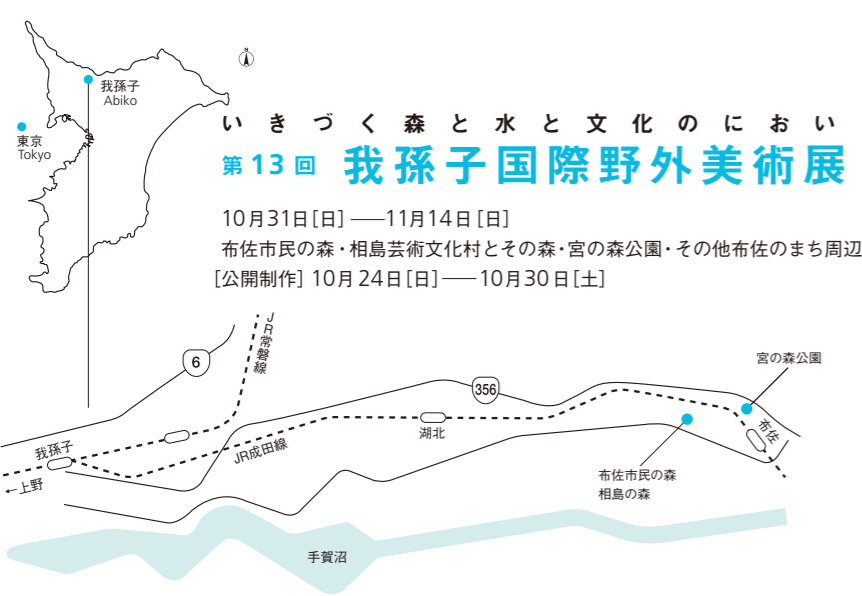 N
我孫子
Abiko
東京
Tokyo
いきづく森と水と文化のにおい
第13回 我孫子国際野外美術展
10月31日[日]——11月14日[日]
布佐市民の森・相島芸術文化村とその森・宮の森公園・その他布佐のまち周辺
[公開制作] 10月24日[日]——10月30日[土]
JR常磐線
6
356
宮の森公園
布佐
湖北
我孫子
JR成田線
←上野
布佐市民の森
相島の森
手賀沼